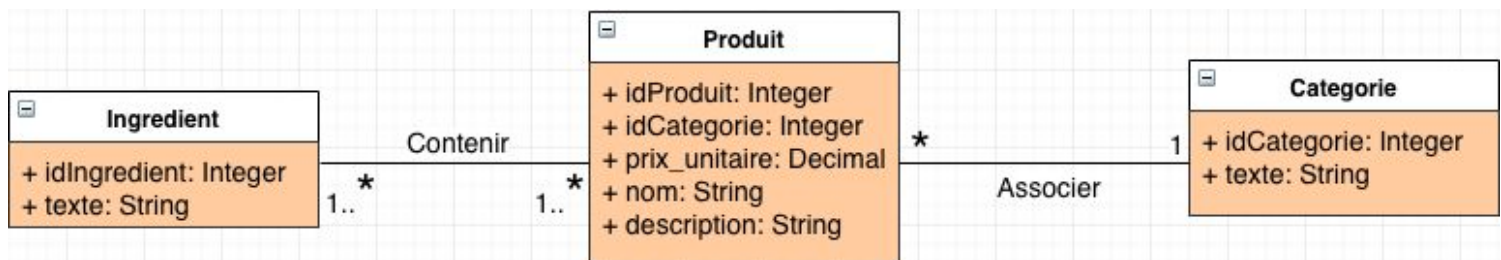 Ingredient
+ idIngredient: Integer
+ texte: String
Contenir
1..*
1..*
Produit
+ idProduit: Integer
+ idCategorie: Integer
+ prix_unitaire: Decimal
+ nom: String
+ description: String
*
1
Associer
Categorie
+ idCategorie: Integer
+ texte: String